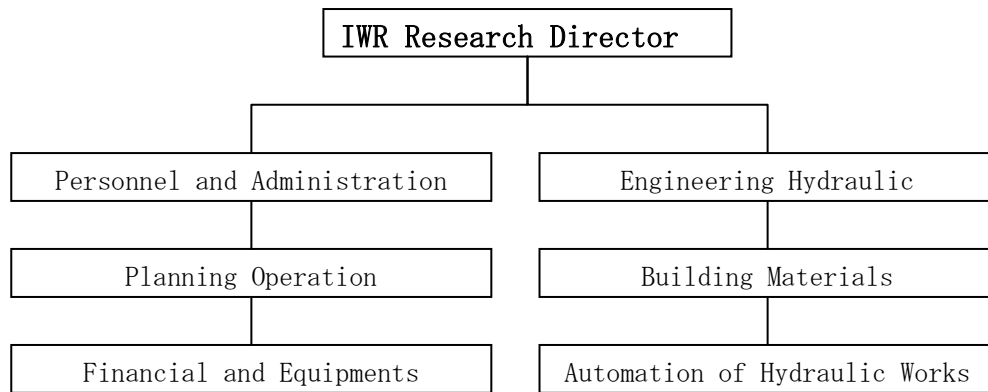 IWR Research Director
Personnel and Administration
Engineering Hydraulic
Planning Operation
Building Materials
Financial and Equipments
Automation of Hydraulic Works